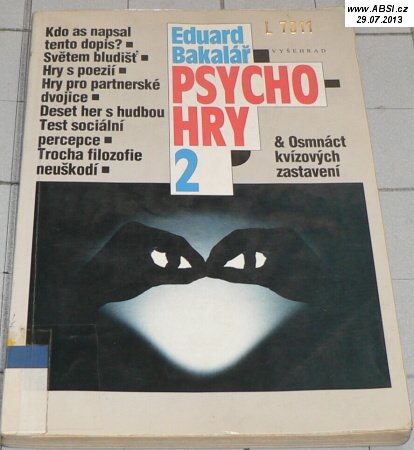 www.ABSI.cz
29.07.2013
L 7311
Kdo as napsal
tento dopis? ■
Světem bludišť ■
Hry s poezií ■
Hry pro partnerské
dvojice ■
Deset her s hudbou
Test sociální
percepce ■
Trocha filozofie
neuškodí ■
Eduard
Bakalář
VYŠEHRAD
PSYCHO-
HRY
2
& Osmnáct
kvízových
zastavení